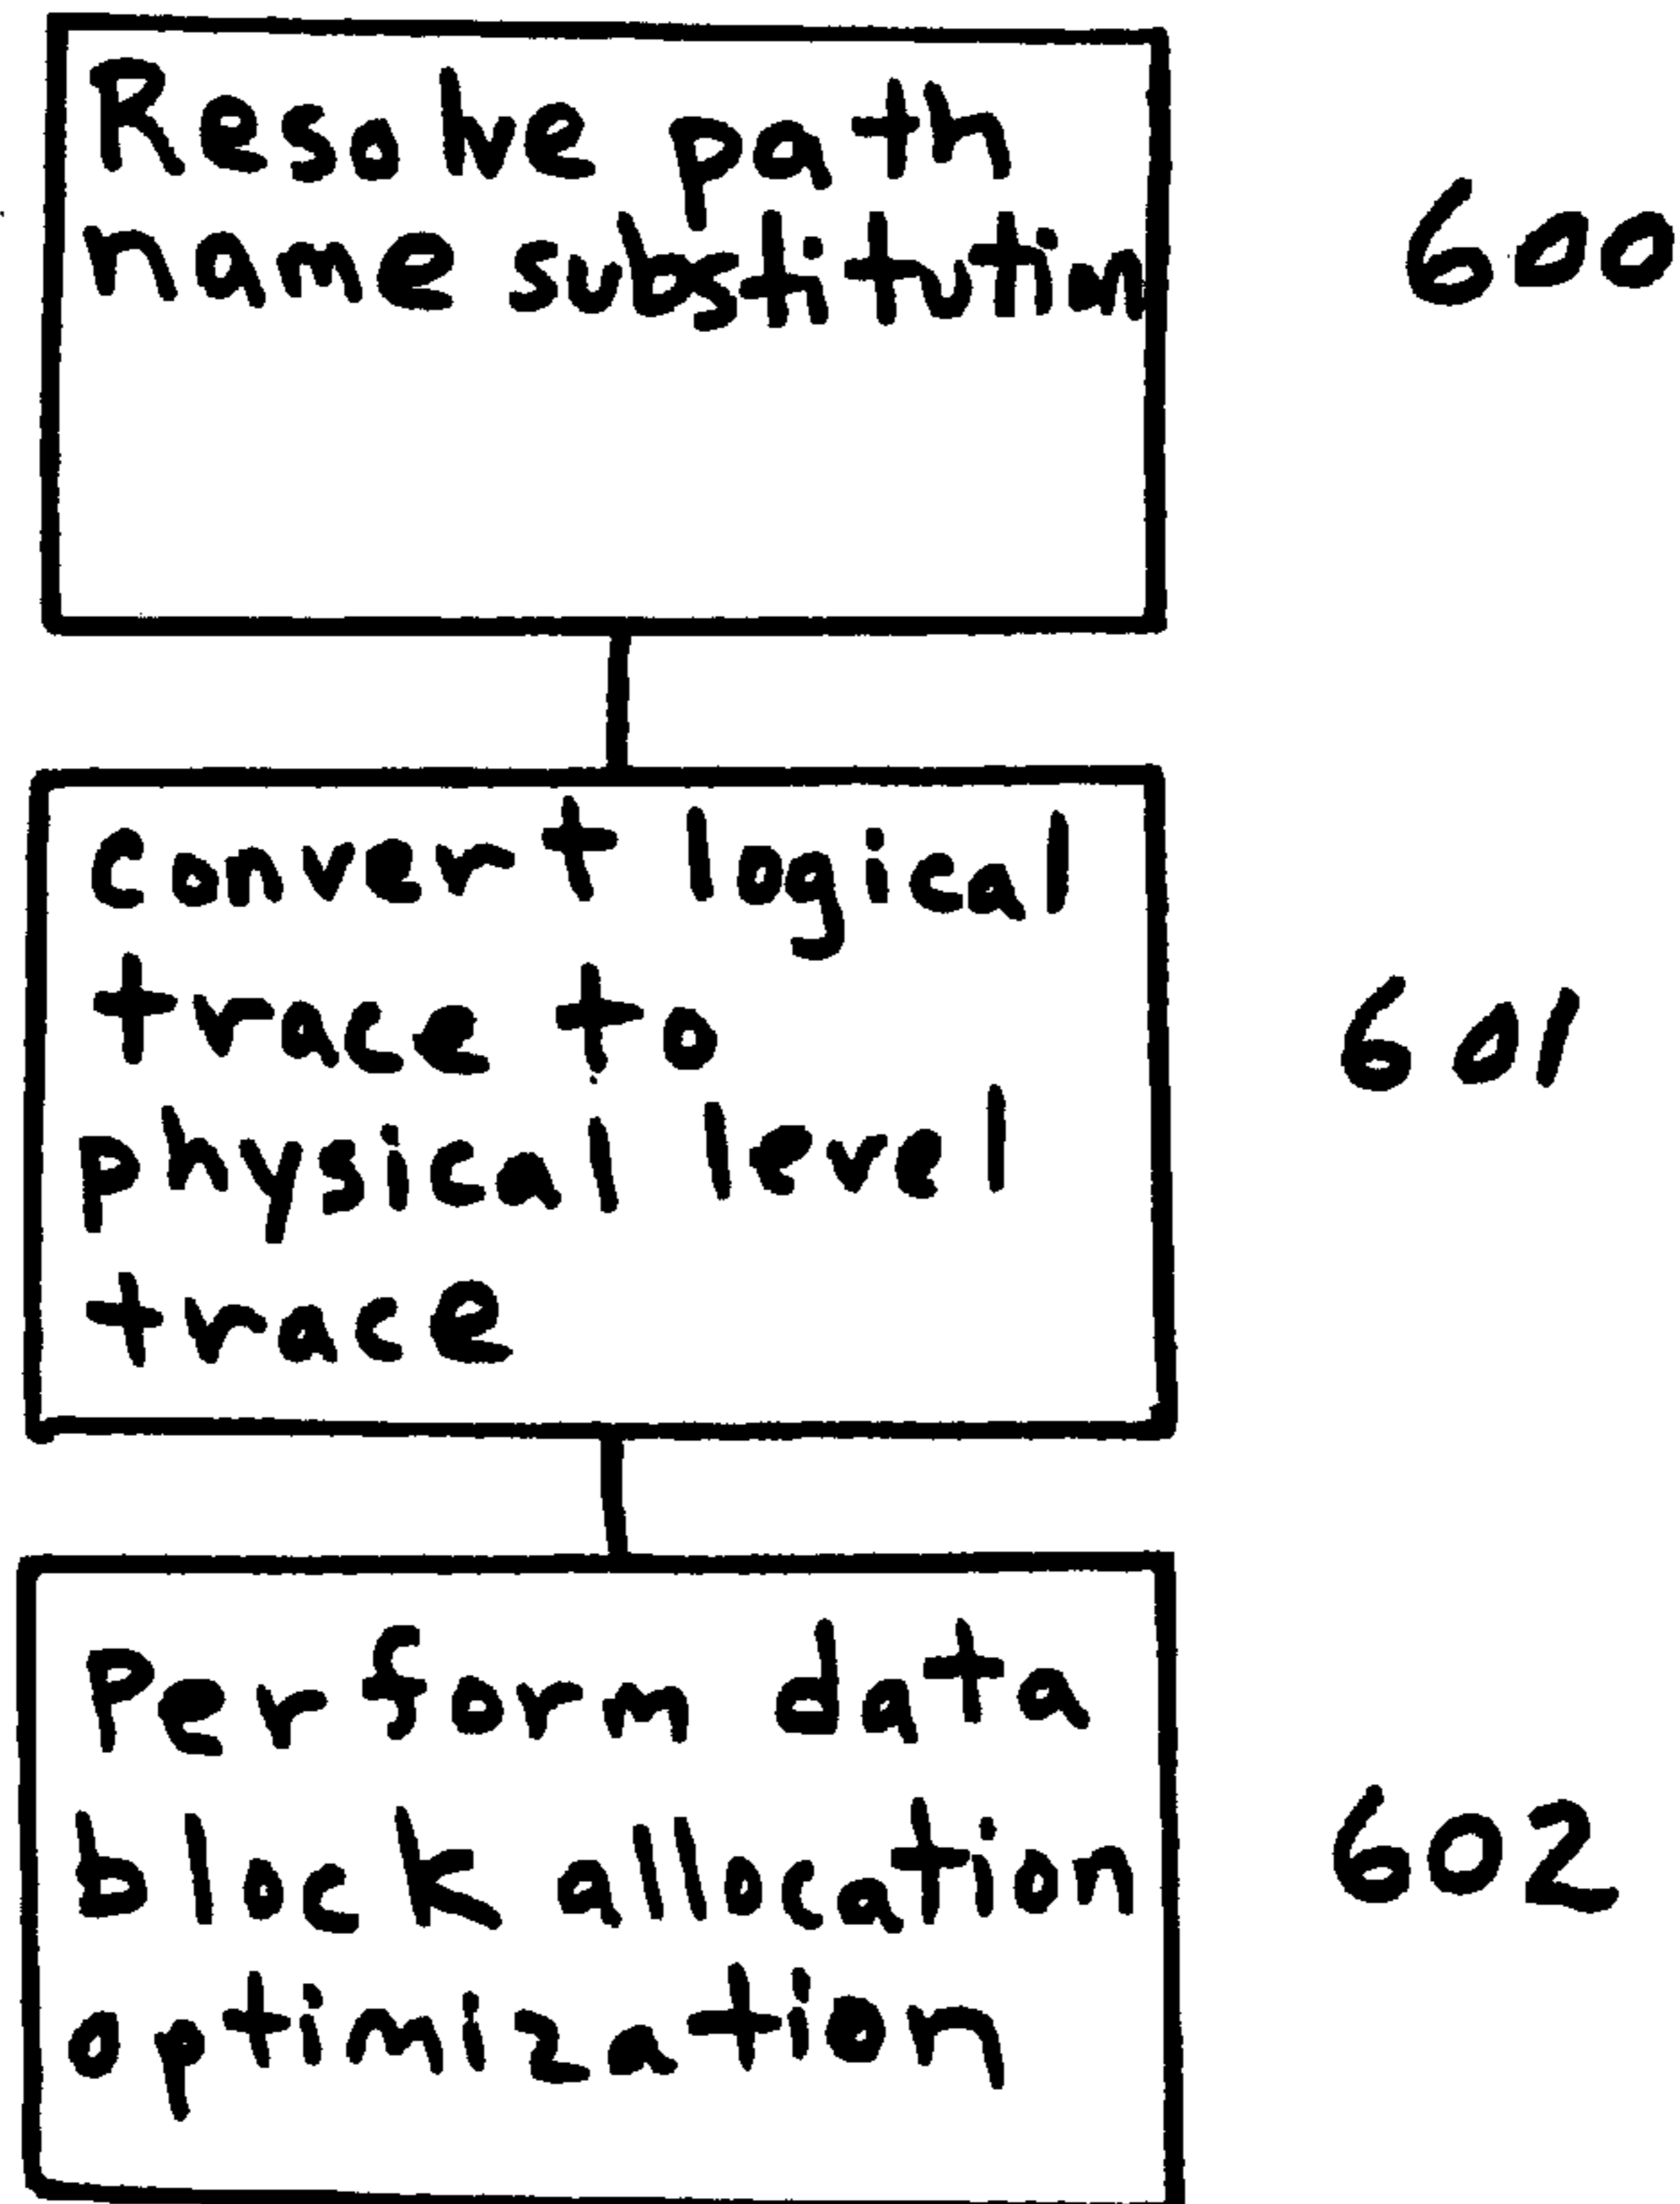 Resolve path
name substitution
600
Convert logical
trace to
physical level
trace
601
Perform data
block allocation
optimization
602